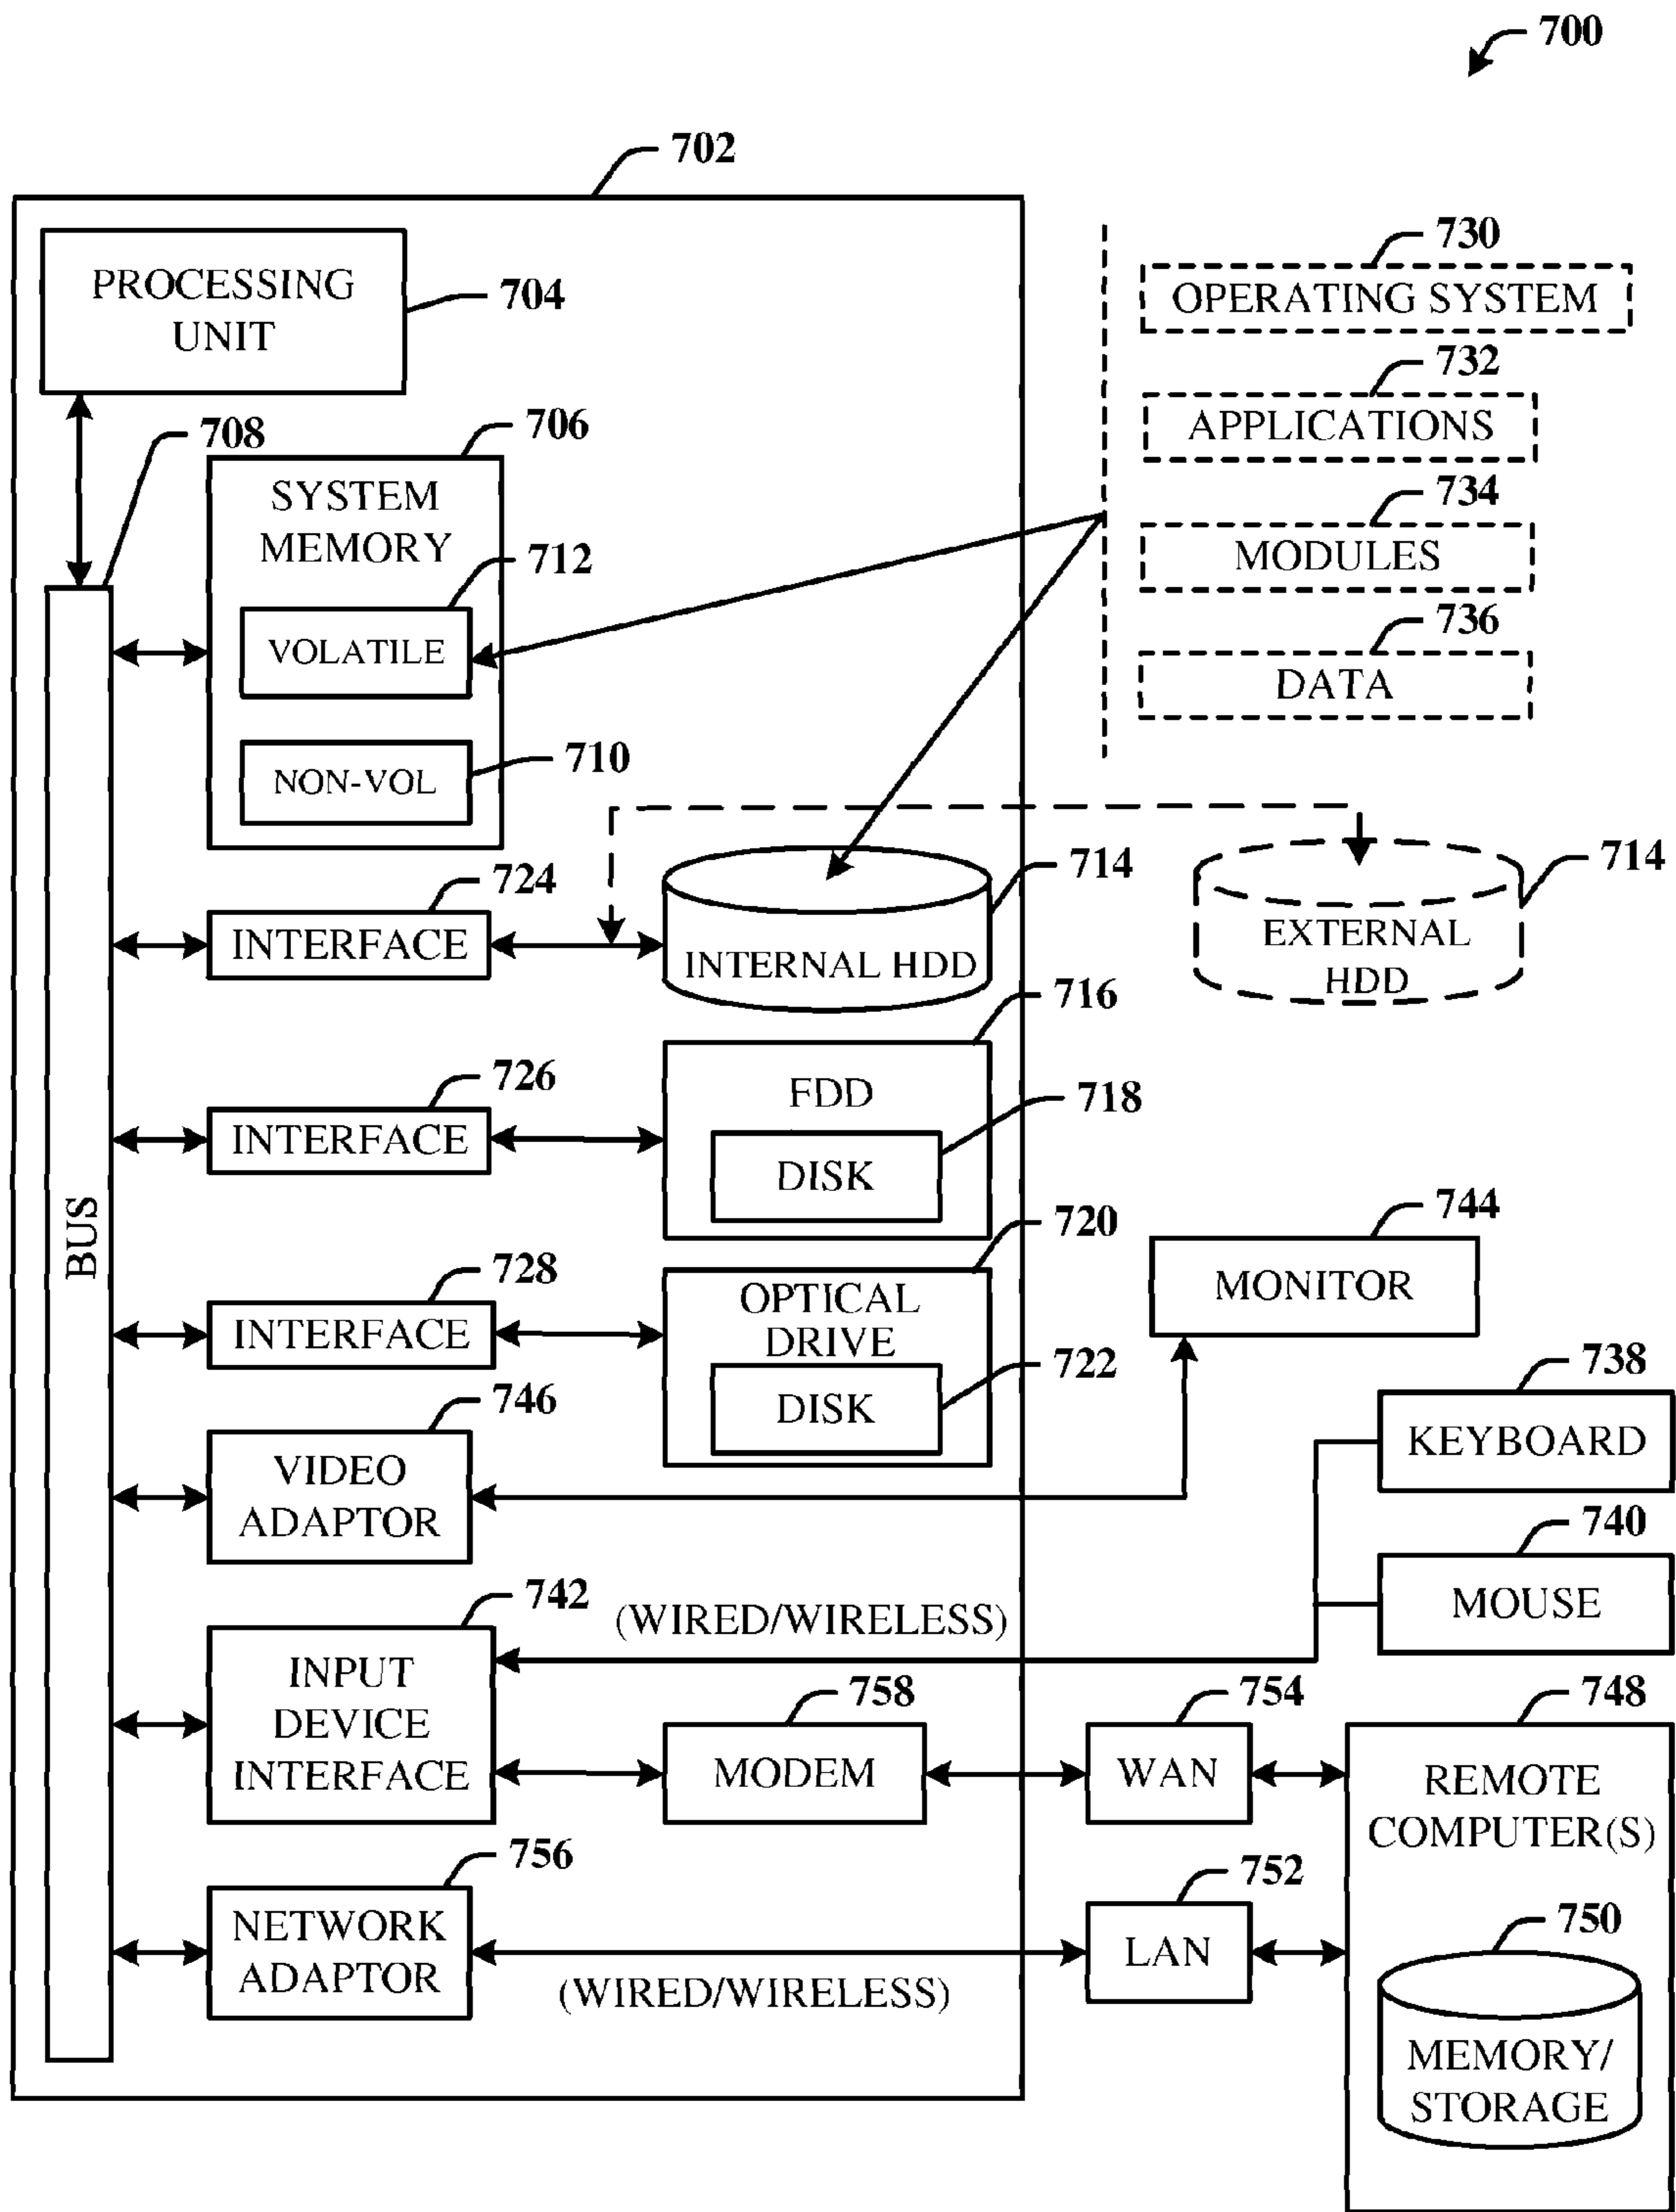 700
702
PROCESSING
UNIT
704
730
OPERATING SYSTEM
732
APPLICATIONS
734
MODULES
736
DATA
708
706
SYSTEM
MEMORY
712
VOLATILE
710
NON-VOL
BUS
724
INTERFACE
714
INTERNAL HDD
714
EXTERNAL
HDD
726
INTERFACE
716
FDD
718
DISK
728
INTERFACE
720
OPTICAL
DRIVE
722
DISK
744
MONITOR
746
VIDEO
ADAPTOR
738
KEYBOARD
740
MOUSE
742
INPUT
DEVICE
INTERFACE
(WIRED/WIRELESS)
758
MODEM
754
WAN
748
REMOTE
COMPUTER(S)
756
NETWORK
ADAPTOR
(WIRED/WIRELESS)
752
LAN
750
MEMORY/
STORAGE